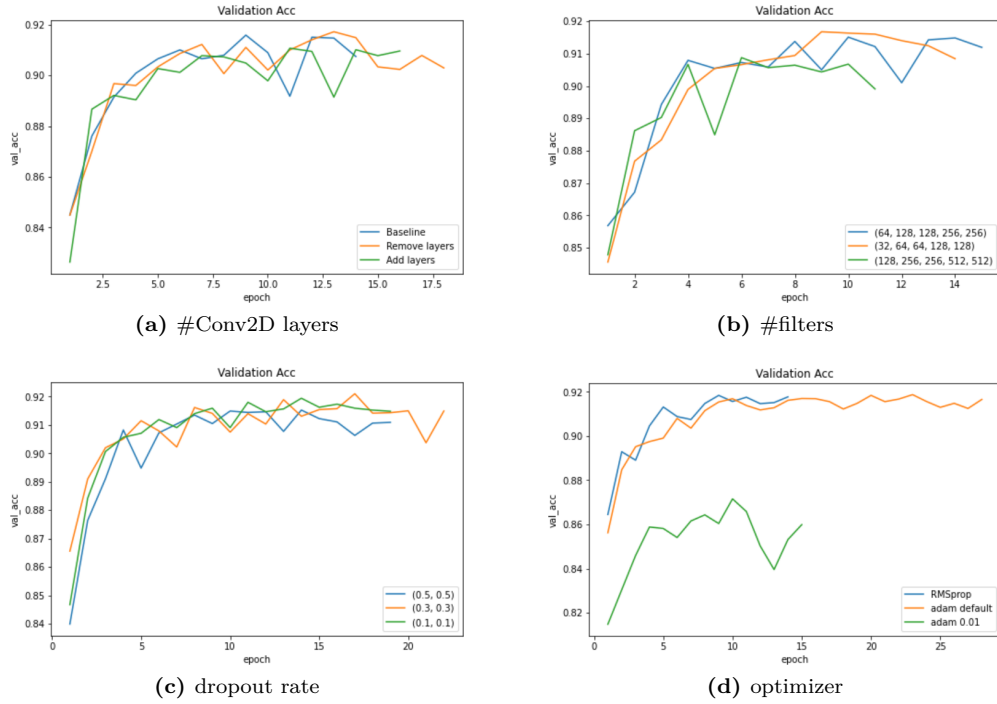 Validation Acc
0.92
0.90
0.88
0.86
0.84
val_acc
2.5
5.0
7.5
10.0
12.5
15.0
17.5
epoch
Baseline
Remove layers
Add layers
(a) #Conv2D layers
Validation Acc
0.92
0.91
0.90
0.89
0.88
0.87
0.86
0.85
val_acc
2
4
6
8
10
12
14
epoch
(64, 128, 128, 256, 256)
(32, 64, 64, 128, 128)
(128, 256, 256, 512, 512)
(b) #filters
Validation Acc
0.92
0.91
0.90
0.89
0.88
0.87
0.86
0.85
0.84
val_acc
0
5
10
15
20
epoch
(0.5, 0.5)
(0.3, 0.3)
(0.1, 0.1)
(c) dropout rate
Validation Acc
0.92
0.90
0.88
0.86
0.84
0.82
val_acc
0
5
10
15
20
25
epoch
RMSprop
adam default
adam 0.01
(d) optimizer